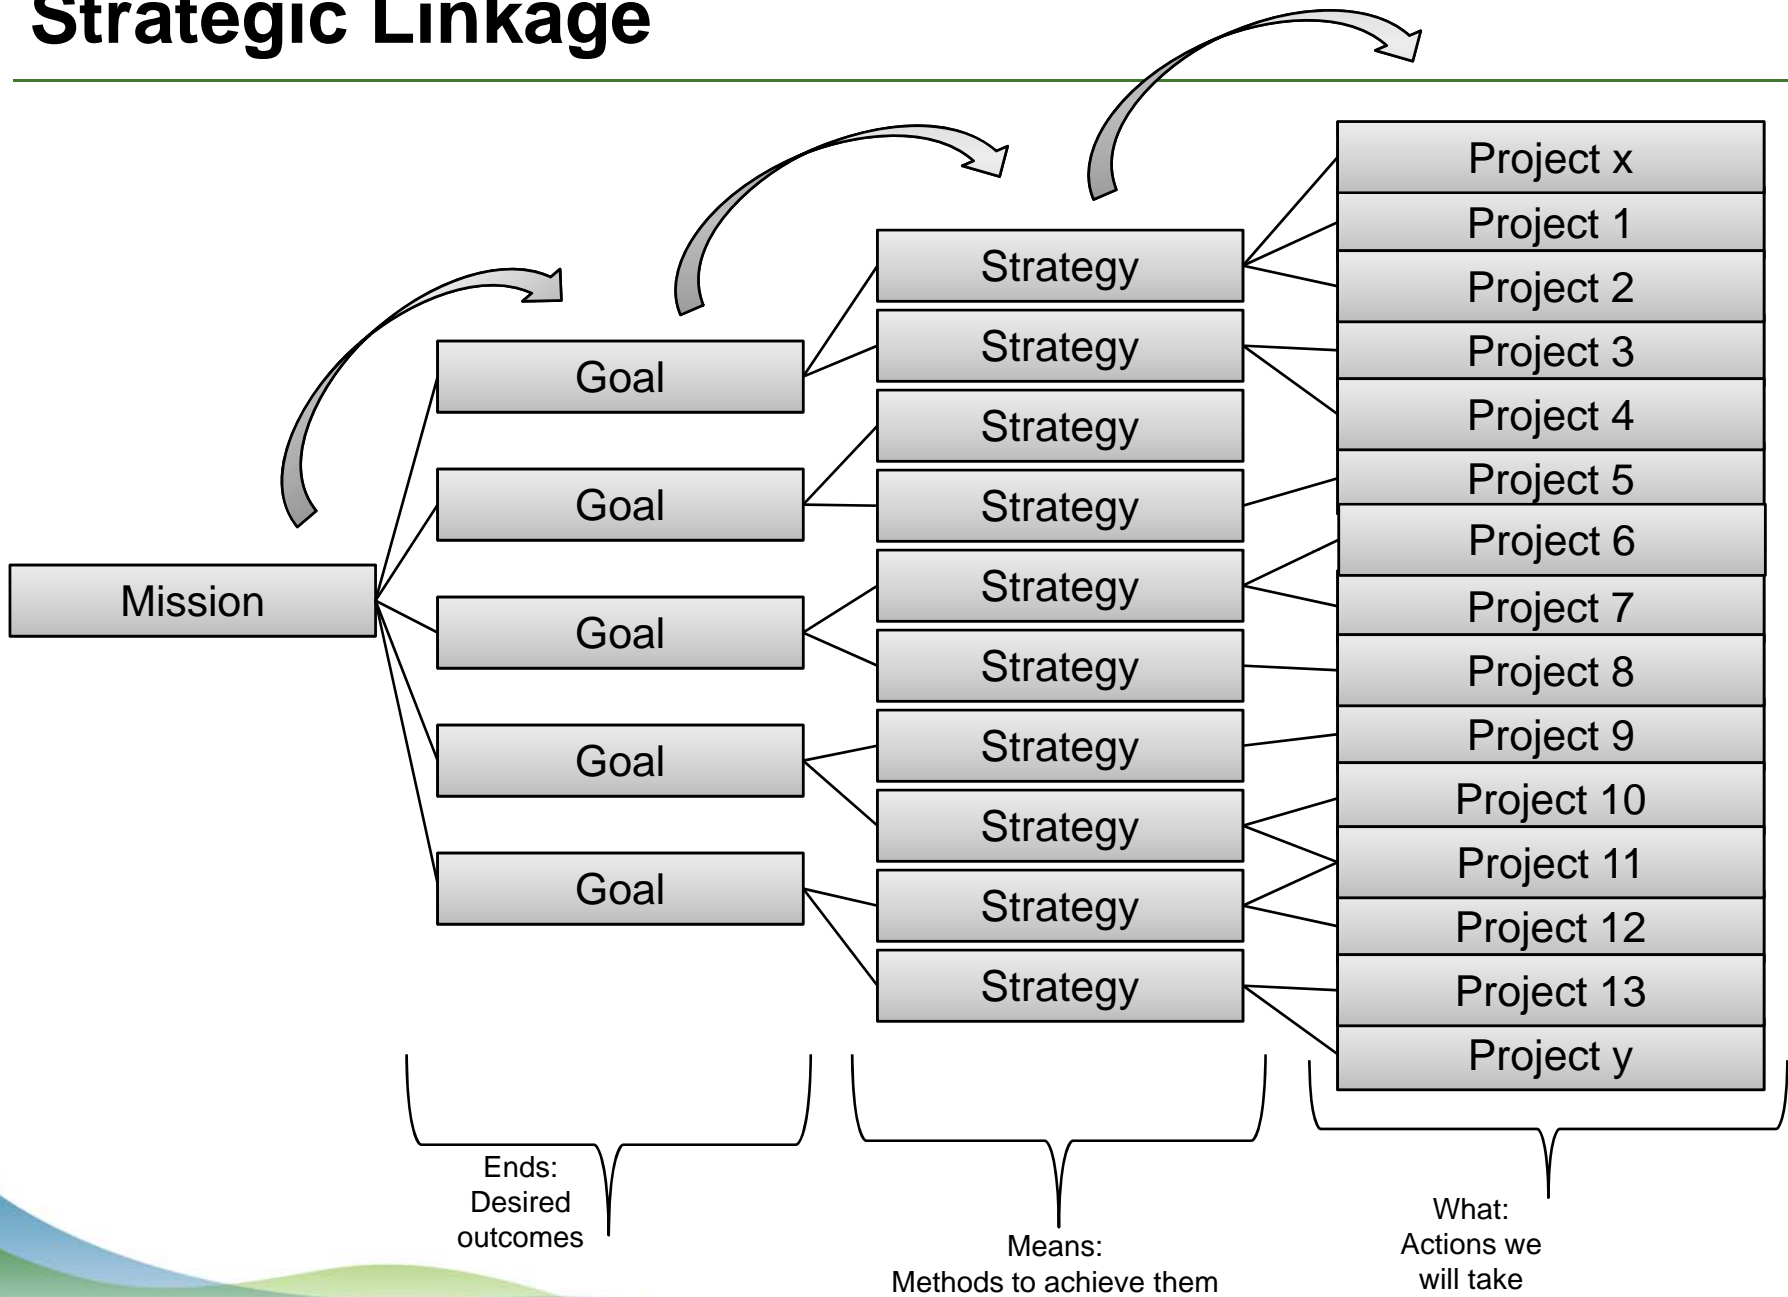 Strategic Linkage
Mission
Goal
Goal
Goal
Goal
Goal
Strategy
Strategy
Strategy
Strategy
Strategy
Strategy
Strategy
Strategy
Strategy
Strategy
Project x
Project 1
Project 2
Project 3
Project 4
Project 5
Project 6
Project 7
Project 8
Project 9
Project 10
Project 11
Project 12
Project 13
Project y
Ends:
Desired
outcomes
Means:
Methods to achieve them
What:
Actions we
will take